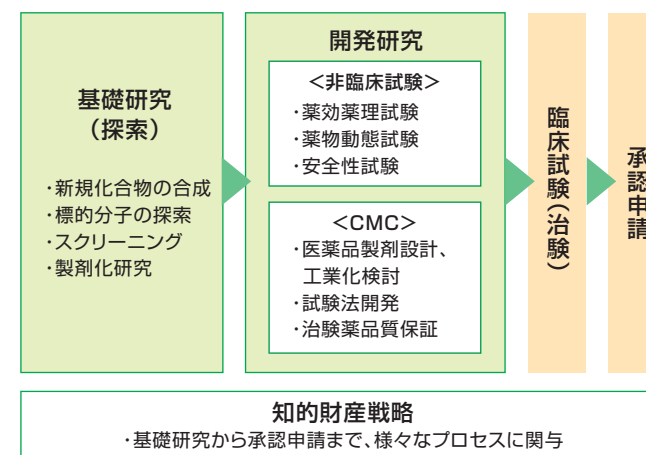 基礎研究
（探索）
・新規化合物の合成
・標的分子の探索
・スクリーニング
・製剤化研究
開発研究
＜非臨床試験＞
・薬効薬理試験
・薬物動態試験
・安全性試験
＜CMC＞
・医薬品製剤設計、
工業化検討
・試験法開発
・治験薬品質保証
臨床試験（治験）
承認申請
知的財産戦略
・基礎研究から承認申請まで、様々なプロセスに関与